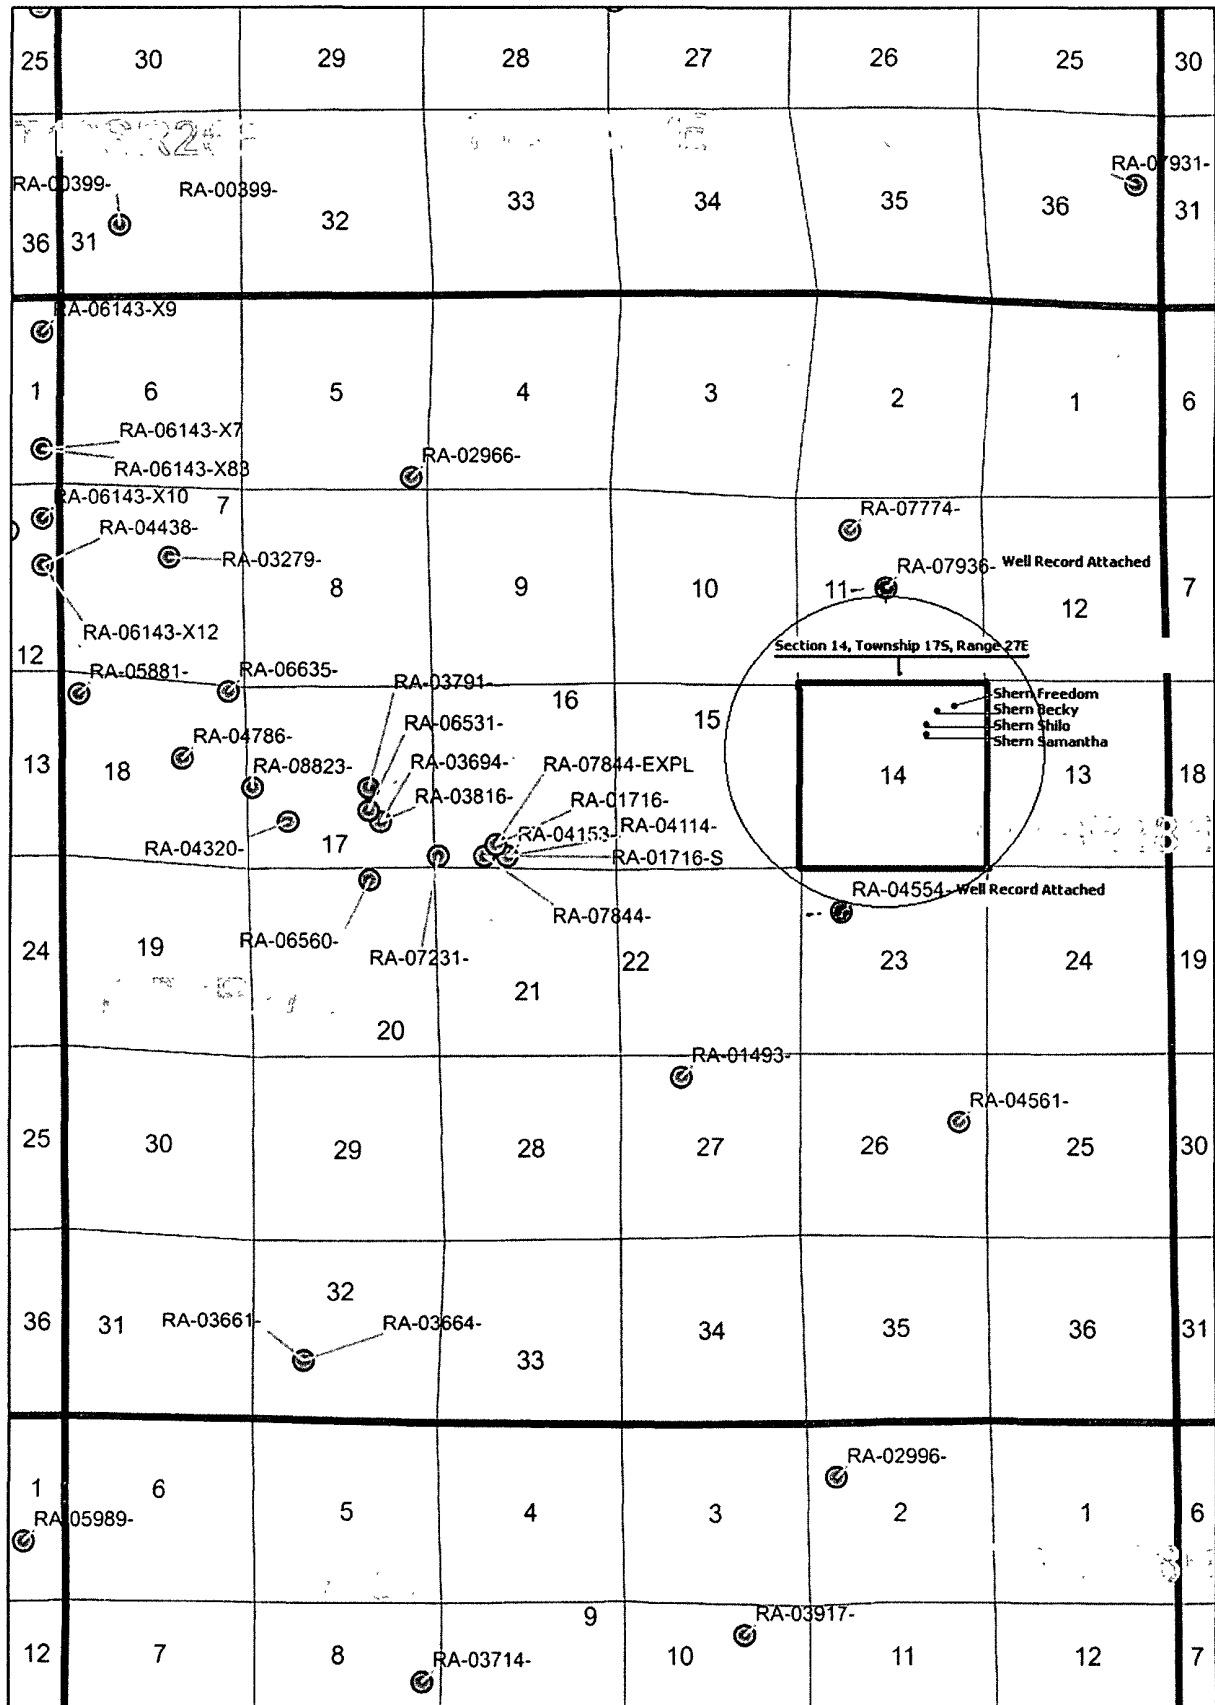 25 30 29 28 27 26 25 30
RA-00399- RA-00399- RA-07931-
36 31 32 33 34 35 36 31
RA-06143-X9
1 6 5 4 3 2 1 6
RA-06143-X7
RA-06143-X83
RA-02966-
RA-06143-X10 7
RA-04438- RA-03279- RA-07774-
RA-07936- Well Record Attached
8 9 10 11 12 7
RA-06143-X12
12
Section 14, Township 17S, Range 27E
RA-05881- RA-06635- RA-03791- 16 15
Shern Freedom
Shern Becky
Shern Shilo
Shern Samantha
RA-06531-
RA-04786- RA-03694- RA-07844-EXPL
13 18 RA-08823- RA-03816- RA-01716- 14 13 18
RA-04320- 17 RA-04153- RA-04114-
RA-01716-S
RA-04554- Well Record Attached
RA-07844-
RA-06560- RA-07231-
24 19 20 21 22 23 24 19
RA-01493-
RA-04561-
25 30 29 28 27 26 25 30
32
36 31 RA-03661- RA-03664- 33 34 35 36 31
RA-02996-
1 6 5 4 3 2 1 6
RA-05989-
9 RA-03917-
12 7 8 RA-03714- 10 11 12 7